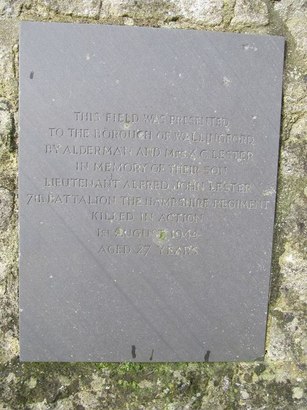 THIS FIELD WAS PRESENTED
TO THE BOROUGH OF WALLINGFORD
BY ALDERMAN AND MRS A C LESTER
IN MEMORY OF THEIR SON
LIEUTENANT ALFRED JOHN LESTER
7TH BATTALION THE HAMPSHIRE REGIMENT
KILLED IN ACTION
AUGUST
AGED 27 YEARS